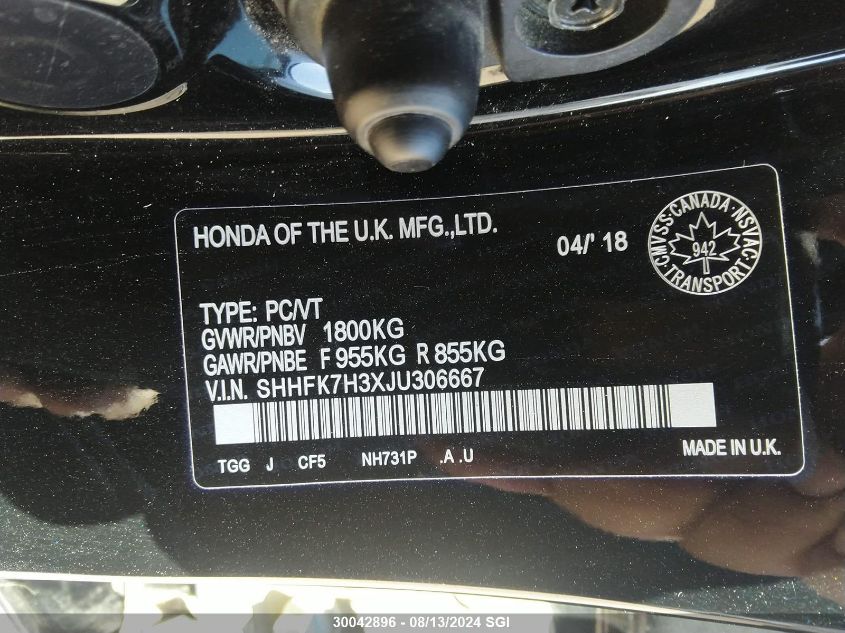 HONDA OF THE U.K. MFG.,LTD.
04/' 18
CMVSS · CANADA · NSVAC · TRANSPORT ·
942
TYPE: PC/VT
GVWR/PNBV 1800KG
GAWR/PNBE F 955KG R 855KG
V.I.N. SHHFK7H3XJU306667
TGG J CF5 NH731P .A .U
MADE IN U.K.
30042896 - 08/13/2024 SGI